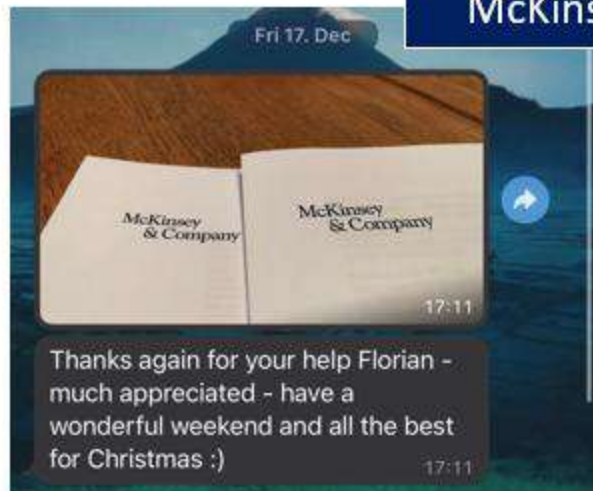 McKins
Fri 17. Dec
McKinsey
& Company
McKinsey
& Company
17:11
Thanks again for your help Florian -
much appreciated - have a
wonderful weekend and all the best
for Christmas :)
17:11